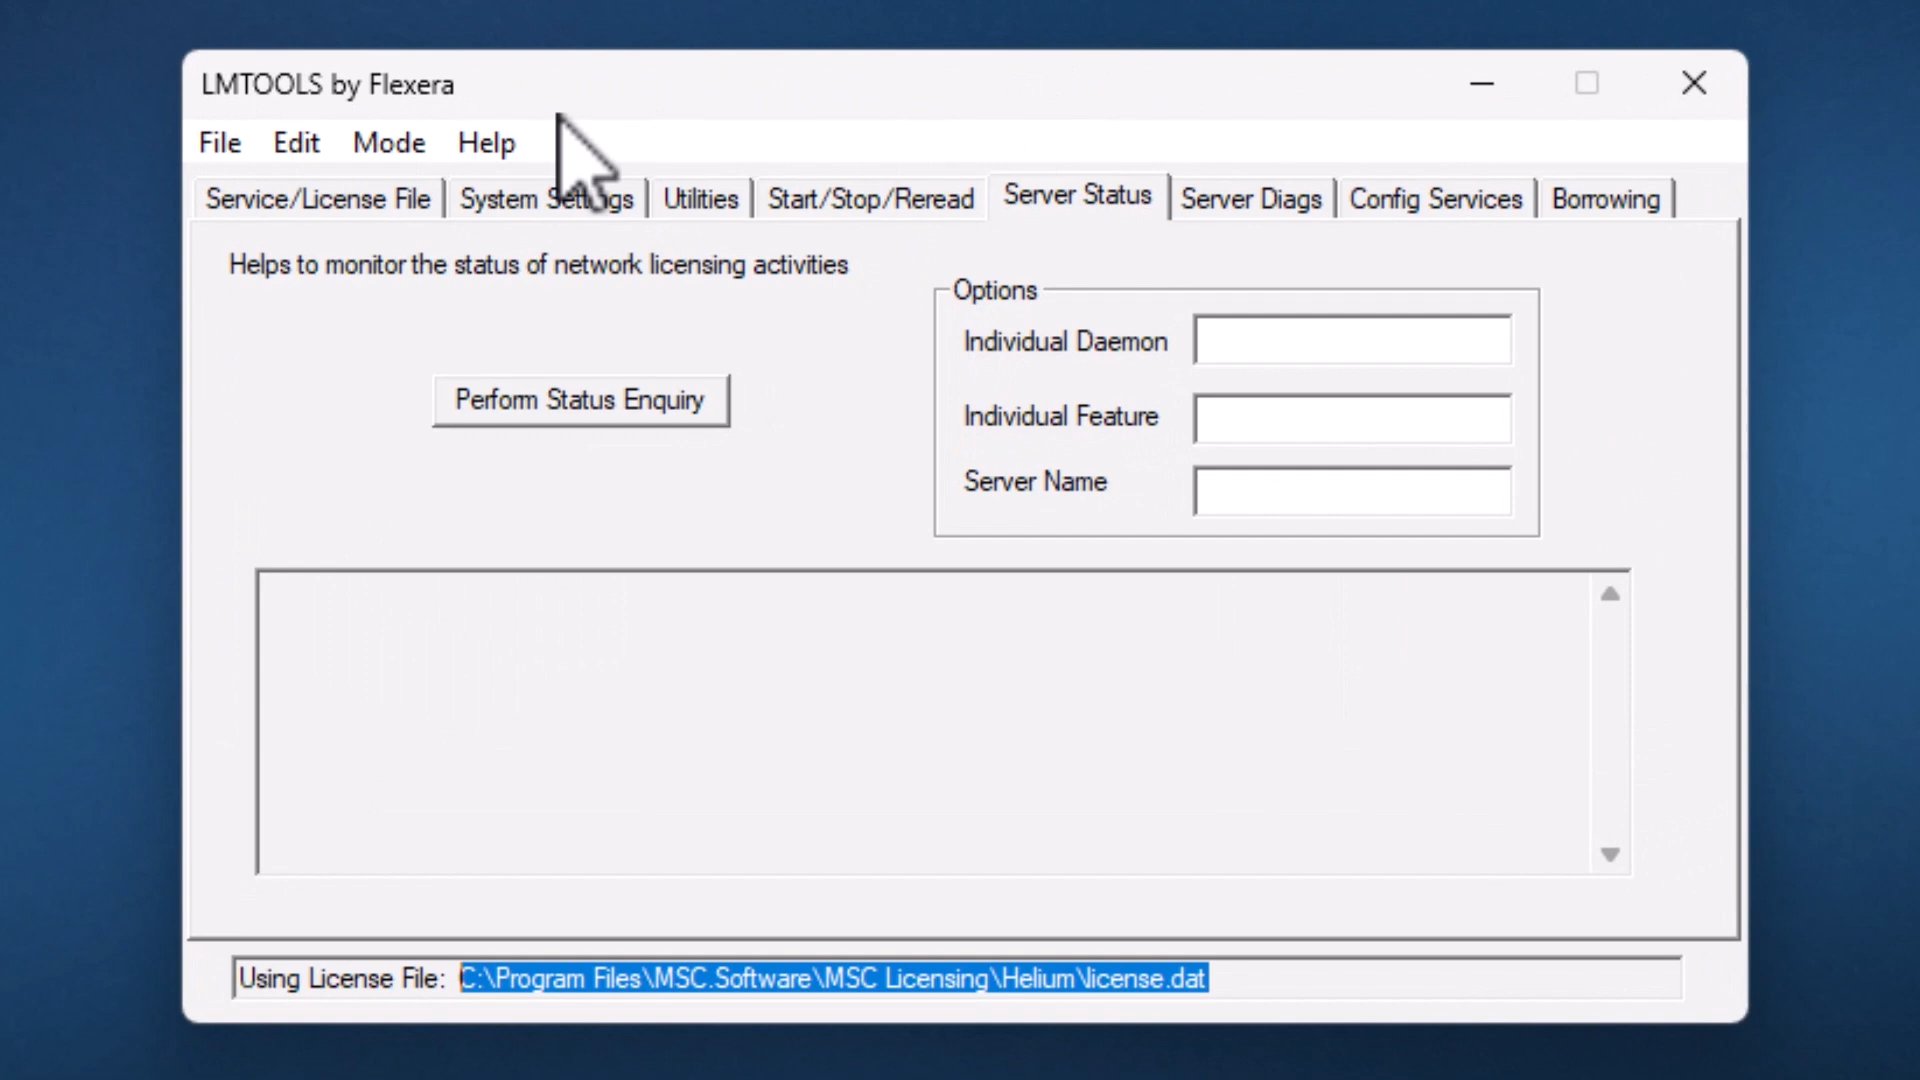 LMTOOLS by Flexera
File Edit Mode Help
Service/License File System Settings Utilities Start/Stop/Reread Server Status Server Diags Config Services Borrowing
Helps to monitor the status of network licensing activities
Options
Individual Daemon
Perform Status Enquiry
Individual Feature
Server Name
Using License File: C:\Program Files\MSC.Software\MSC Licensing\Helium\license.dat